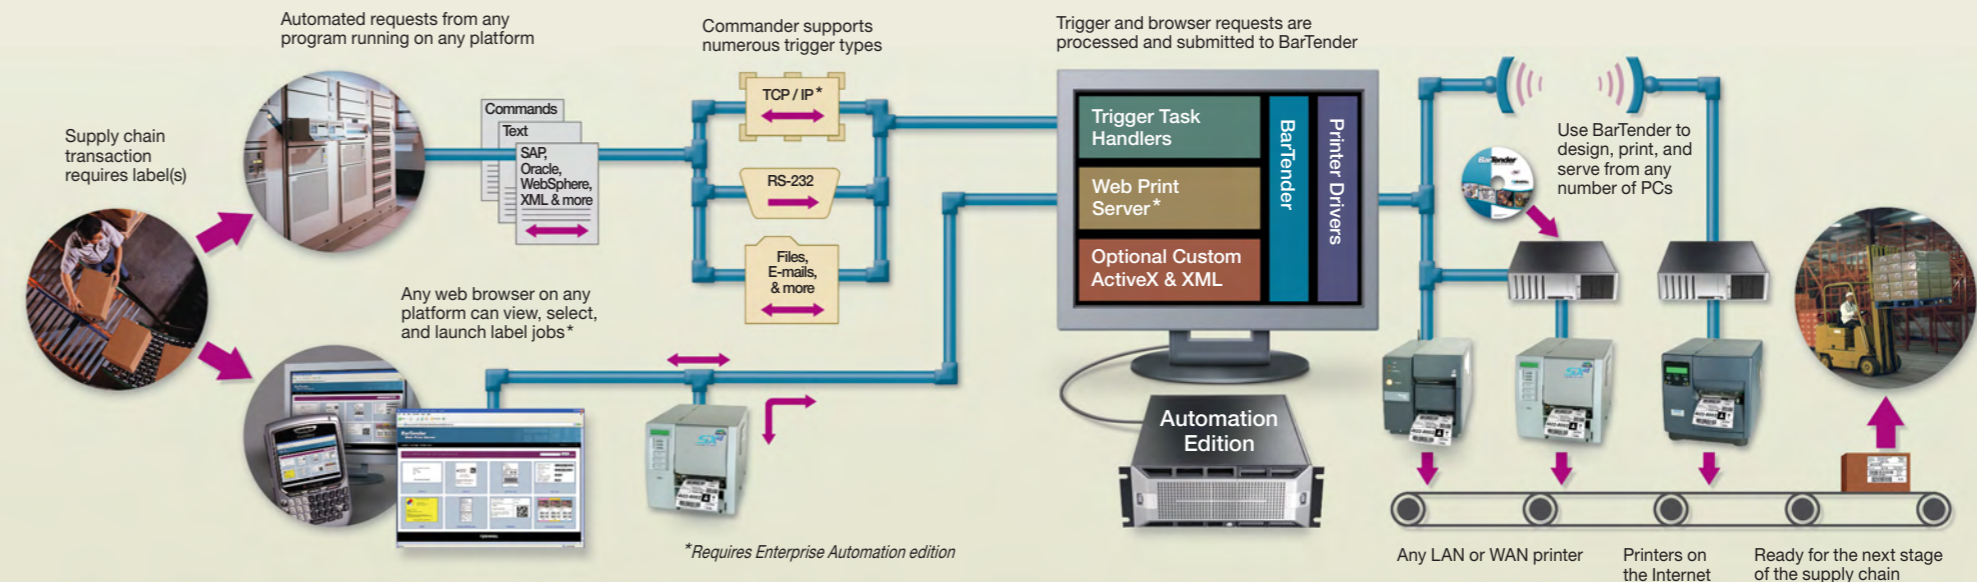 Automated requests from any
program running on any platform
Commander supports
numerous trigger types
Trigger and browser requests are
processed and submitted to BarTender
Supply chain
transaction
requires label(s)
Commands
Text
SAP,
Oracle,
WebSphere,
XML & more
TCP / IP*
RS-232
Files,
E-mails,
& more
Trigger Task
Handlers
Web Print
Server*
Optional Custom
ActiveX & XML
BarTender
Printer Drivers
Use BarTender to
design, print, and
serve from any
number of PCs
BarTender
Any web browser on any
platform can view, select,
and launch label jobs*
BarTender
Automation
Edition
*Requires Enterprise Automation edition
Any LAN or WAN printer
Printers on
the Internet
Ready for the next stage
of the supply chain